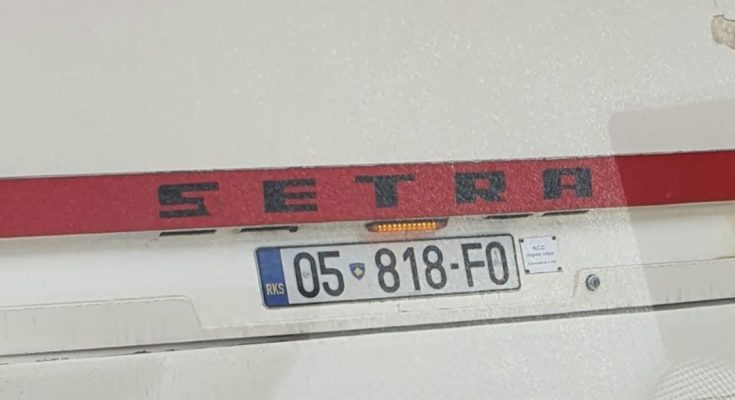 SETRA
RKS 05 818-FO
N.T.C